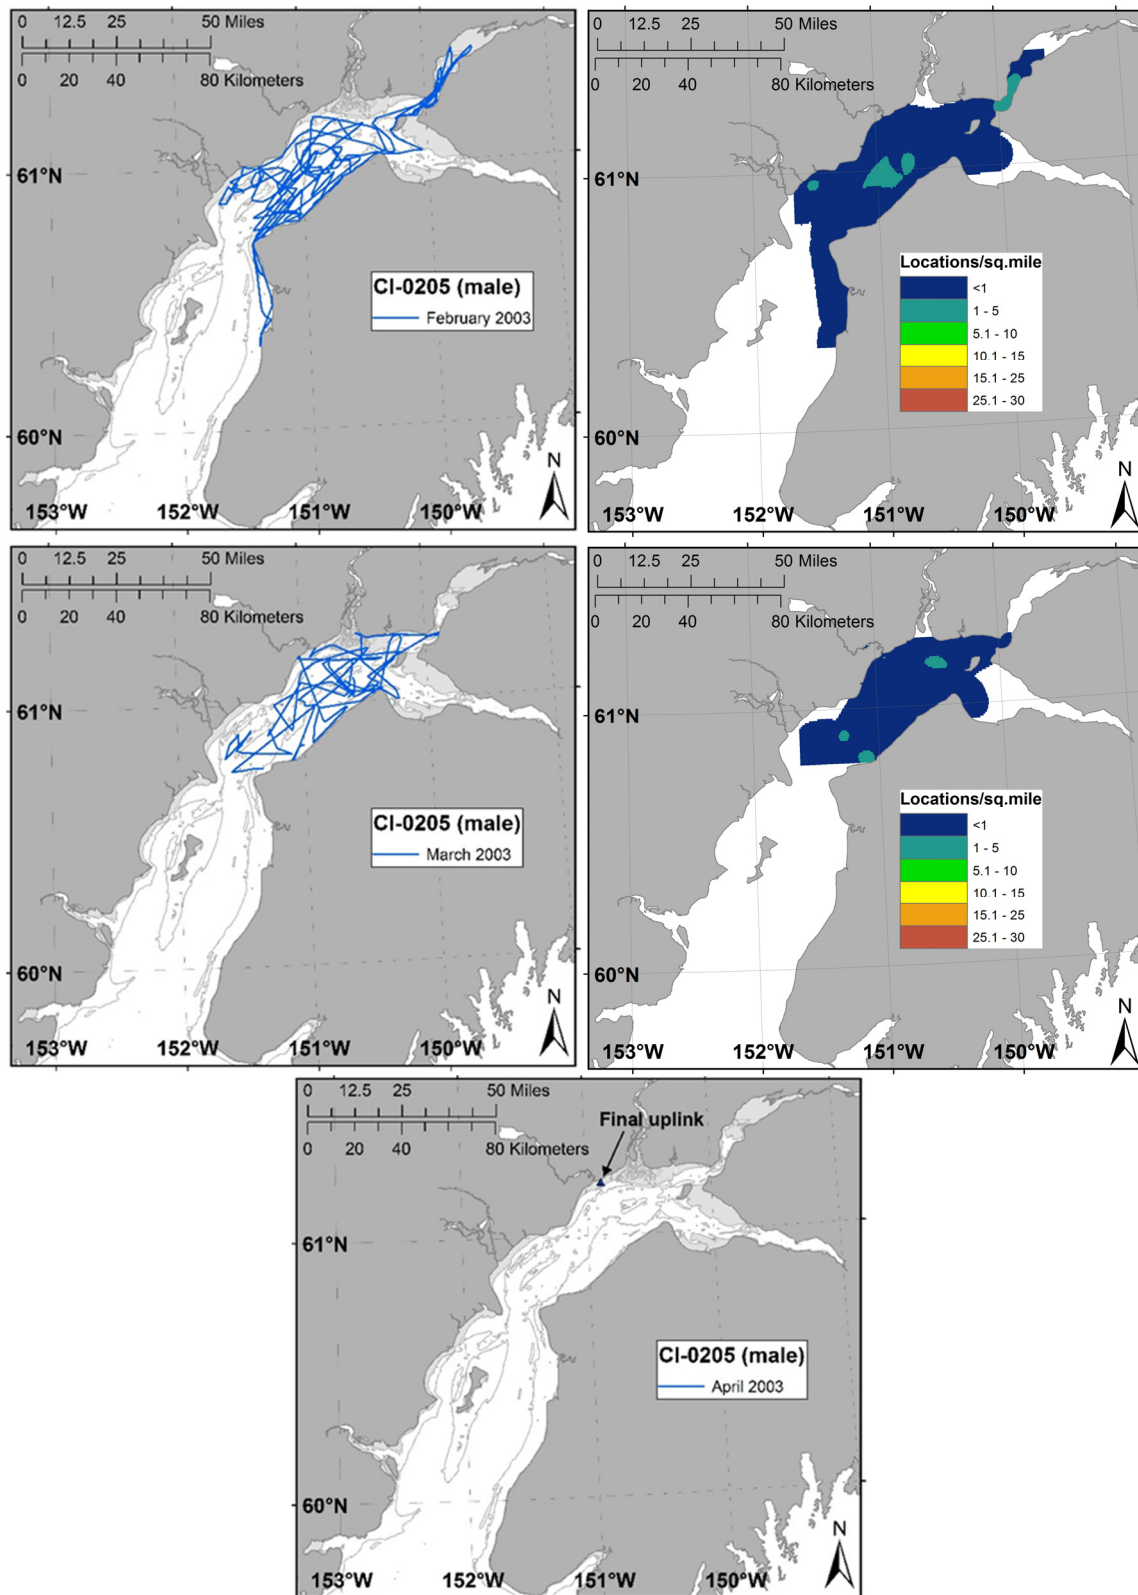 0 12.5 25 50 Miles
0 20 40 80 Kilometers
61°N
60°N
153°W 152°W 151°W 150°W
CI-0205 (male)
February 2003
N
0 12.5 25 50 Miles
0 20 40 80 Kilometers
61°N
60°N
153°W 152°W 151°W 150°W
Locations/sq.mile
<1
1 - 5
5.1 - 10
10.1 - 15
15.1 - 25
25.1 - 30
N
0 12.5 25 50 Miles
0 20 40 80 Kilometers
61°N
60°N
153°W 152°W 151°W 150°W
CI-0205 (male)
March 2003
N
0 12.5 25 50 Miles
0 20 40 80 Kilometers
61°N
60°N
153°W 152°W 151°W 150°W
Locations/sq.mile
<1
1 - 5
5.1 - 10
10.1 - 15
15.1 - 25
25.1 - 30
N
0 12.5 25 50 Miles
0 20 40 80 Kilometers
Final uplink
61°N
60°N
153°W 152°W 151°W 150°W
CI-0205 (male)
April 2003
N